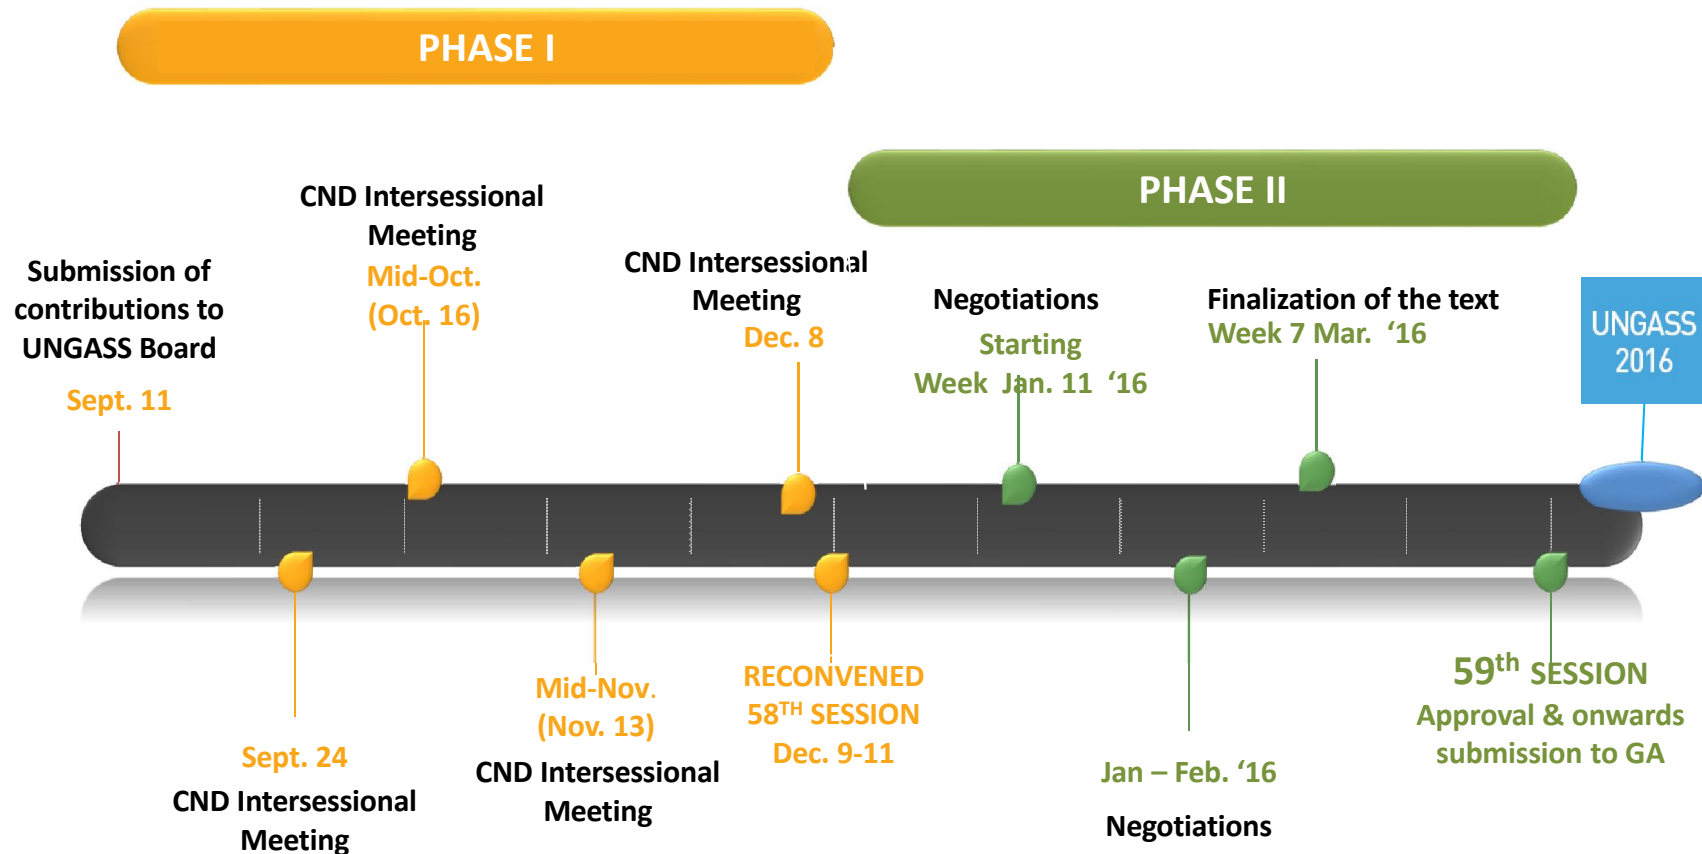 PHASE I
PHASE II
Submission of
contributions to
UNGASS Board
Sept. 11
CND Intersessional
Meeting
Mid-Oct.
(Oct. 16)
CND Intersessional
Meeting
Dec. 8
Negotiations
Starting
Week Jan. 11 ‘16
Finalization of the text
Week 7 Mar. ‘16
UNGASS
2016
Sept. 24
CND Intersessional
Meeting
Mid-Nov.
(Nov. 13)
CND Intersessional
Meeting
RECONVENED
58TH SESSION
Dec. 9-11
Jan – Feb. ‘16
Negotiations
59th SESSION
Approval & onwards
submission to GA